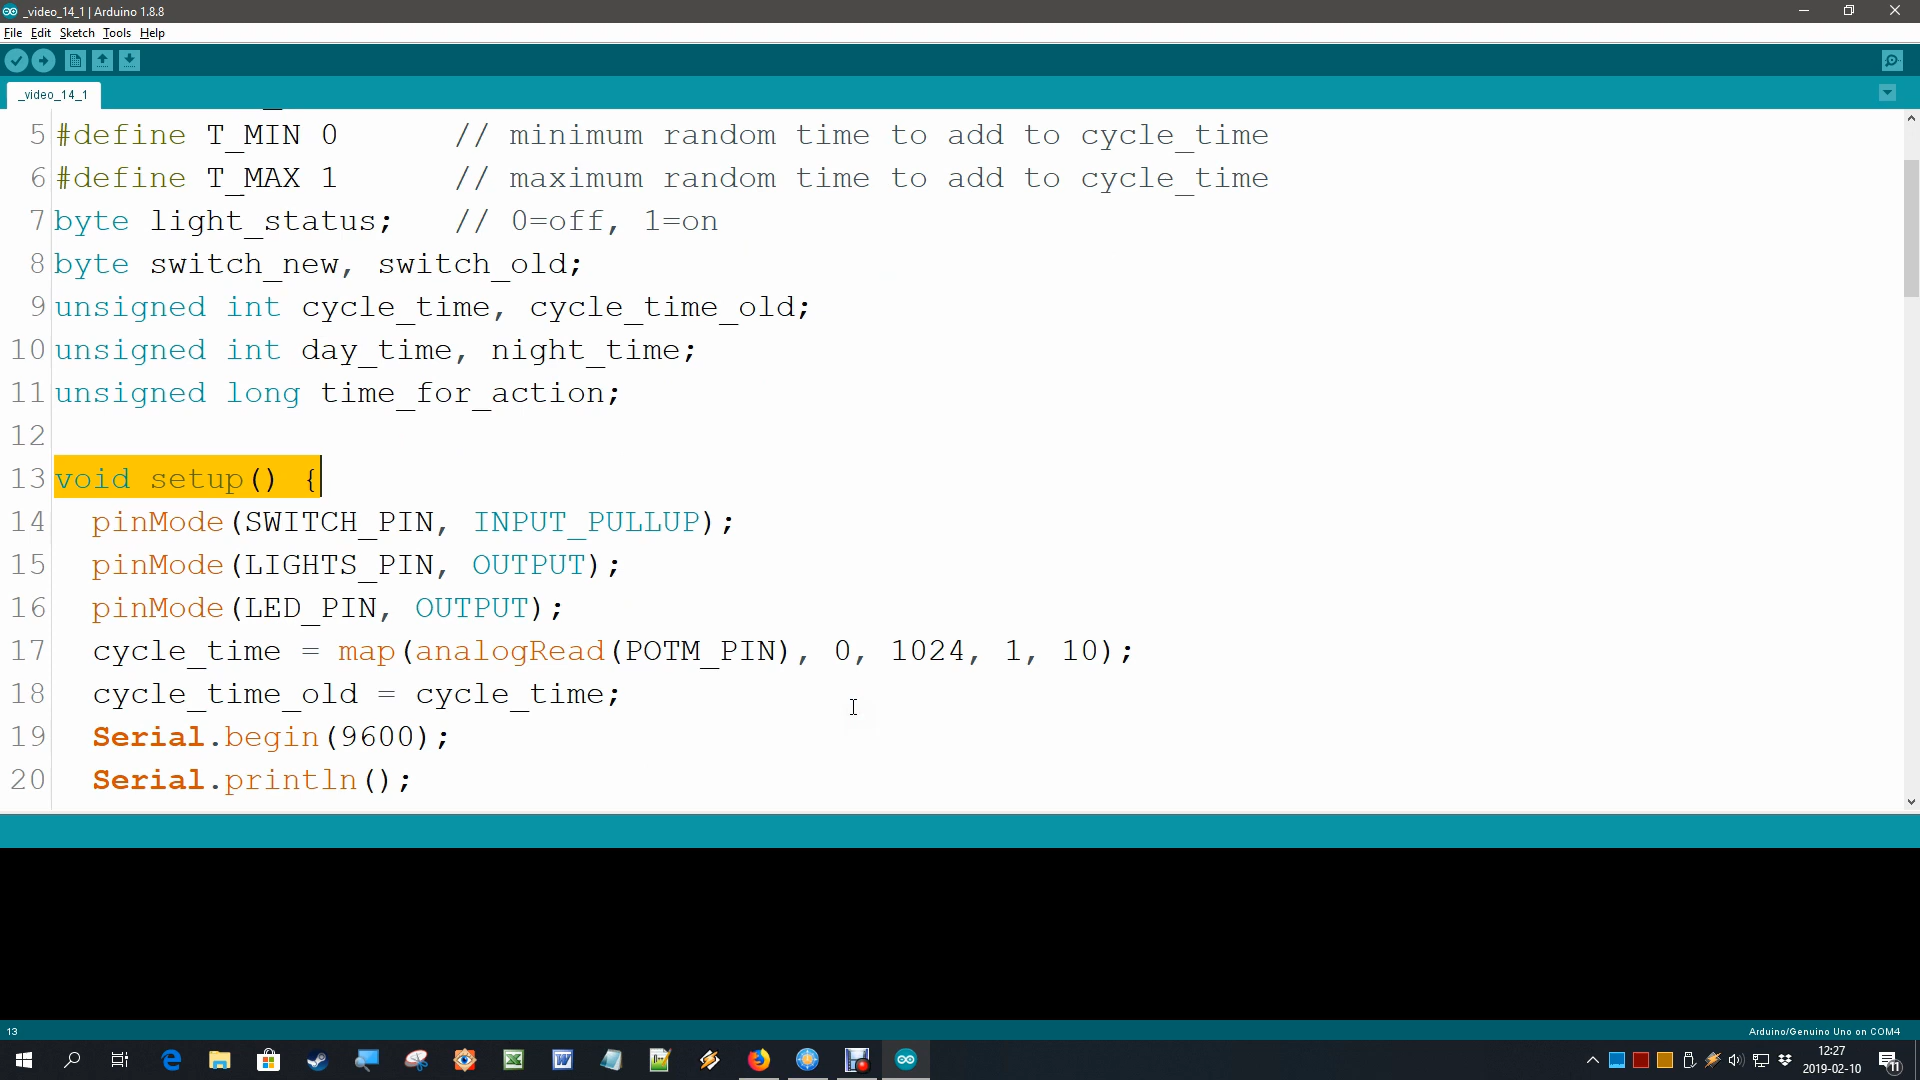 _video_14_1 | Arduino 1.8.8
File Edit Sketch Tools Help
_video_14_1
5 #define T_MIN 0 // minimum random time to add to cycle_time
6 #define T_MAX 1 // maximum random time to add to cycle_time
7 byte light_status; // 0=off, 1=on
8 byte switch_new, switch_old;
9 unsigned int cycle_time, cycle_time_old;
10 unsigned int day_time, night_time;
11 unsigned long time_for_action;
12
13 void setup() {
14 pinMode(SWITCH_PIN, INPUT_PULLUP);
15 pinMode(LIGHTS_PIN, OUTPUT);
16 pinMode(LED_PIN, OUTPUT);
17 cycle_time = map(analogRead(POTM_PIN), 0, 1024, 1, 10);
18 cycle_time_old = cycle_time;
19 Serial.begin(9600);
20 Serial.println();
13
Arduino/Genuino Uno on COM4
12:27
2019-02-10
11